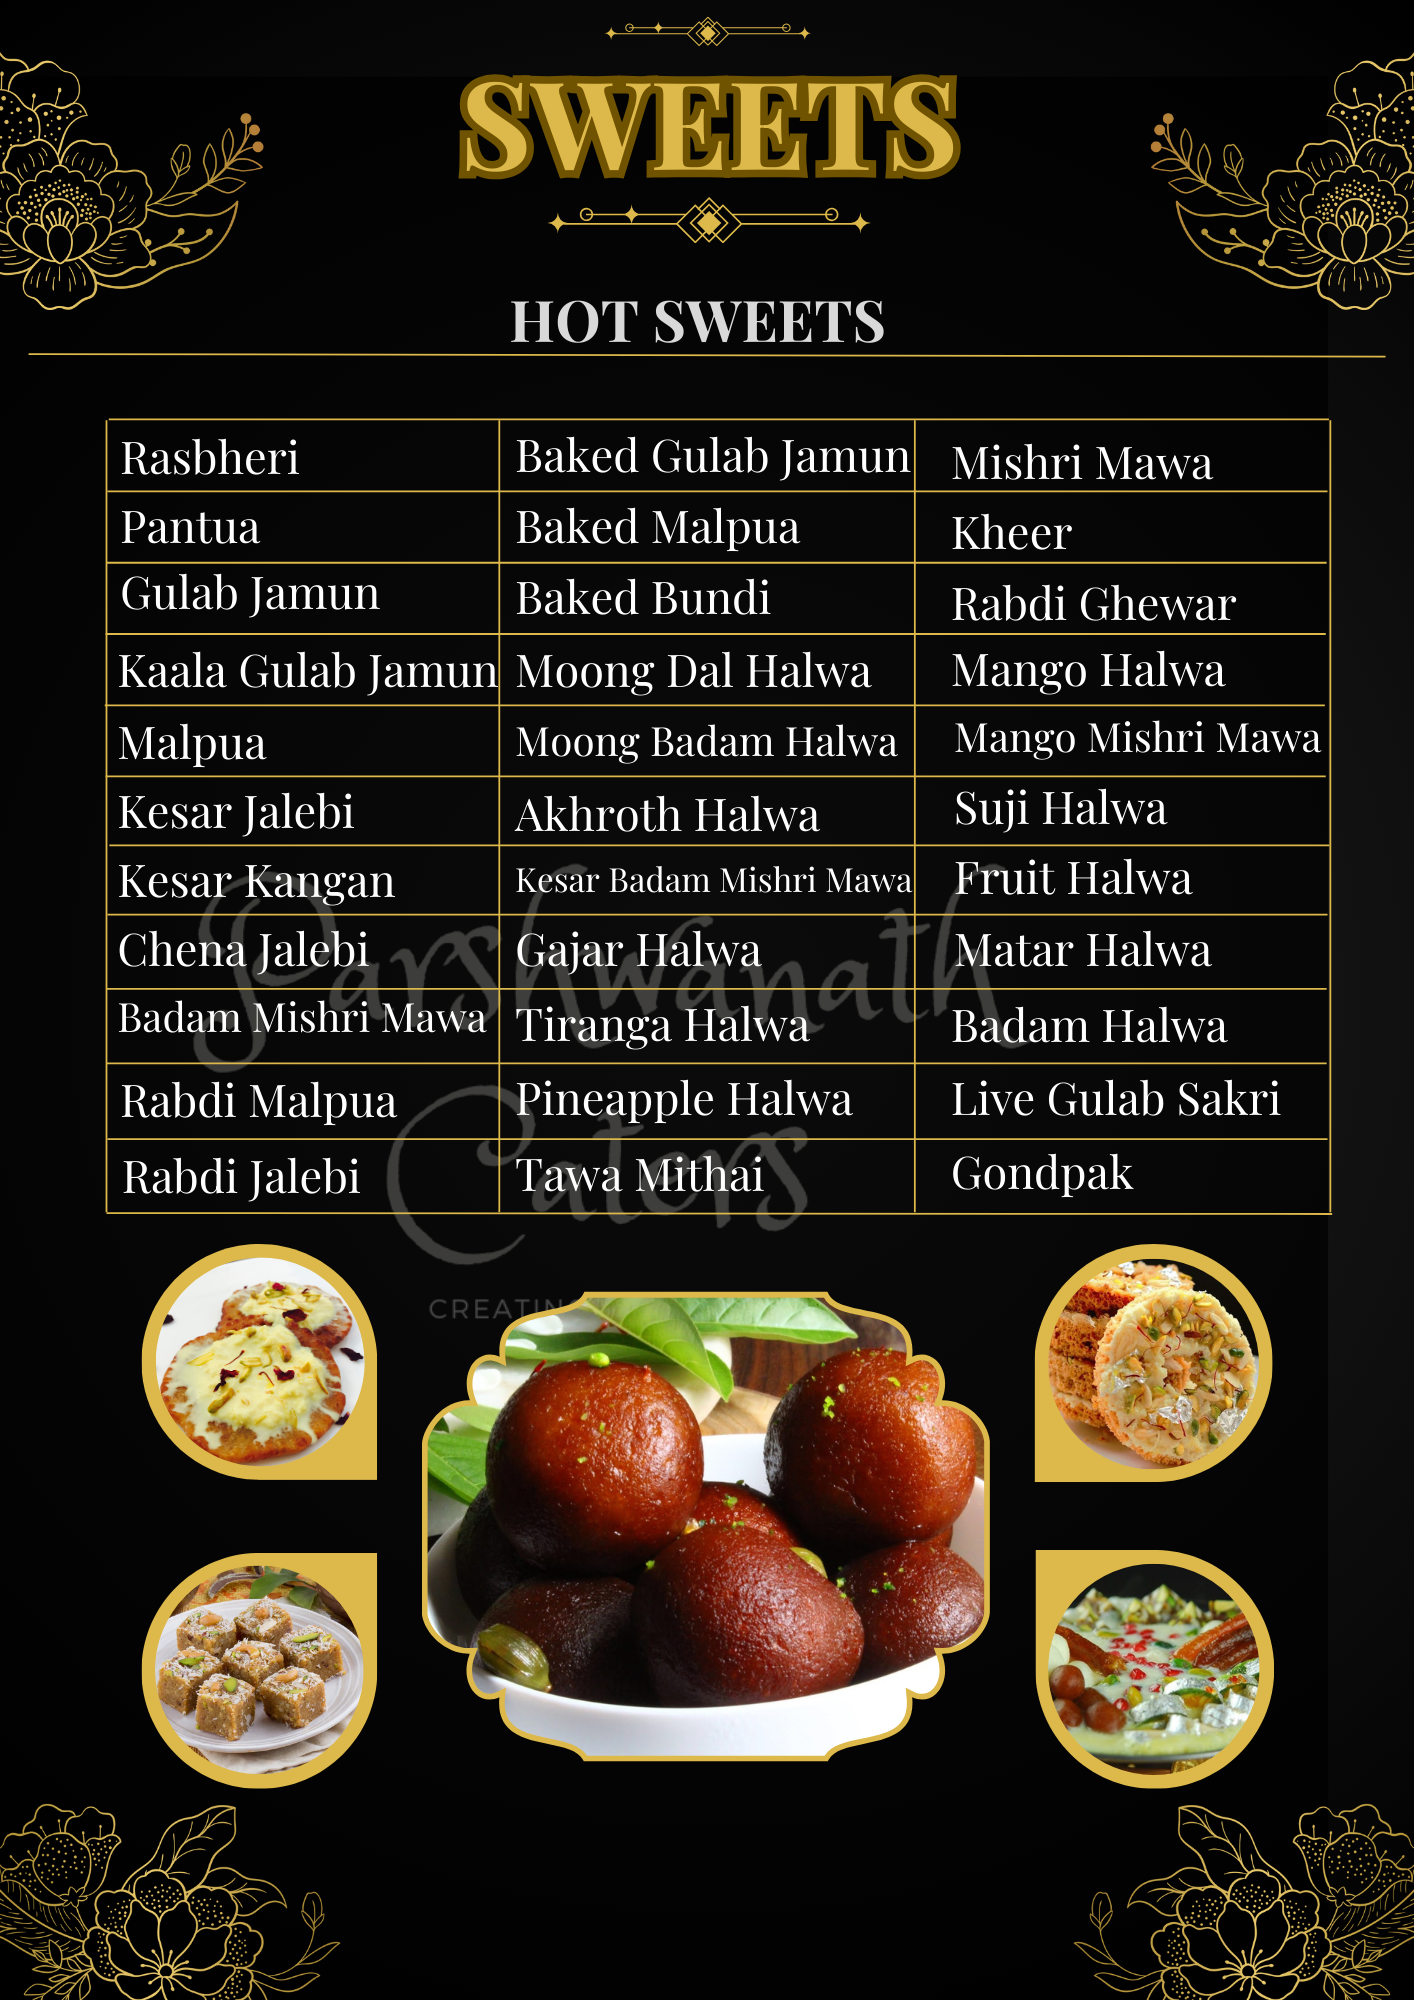 SWEETS
HOT SWEETS
Rasbheri
Baked Gulab Jamun
Mishri Mawa
Pantua
Baked Malpua
Kheer
Gulab Jamun
Baked Bundi
Rabdi Ghewar
Kaala Gulab Jamun
Moong Dal Halwa
Mango Halwa
Malpua
Moong Badam Halwa
Mango Mishri Mawa
Kesar Jalebi
Akhroth Halwa
Suji Halwa
Kesar Kangan
Kesar Badam Mishri Mawa
Fruit Halwa
Chena Jalebi
Gajar Halwa
Matar Halwa
Badam Mishri Mawa
Tiranga Halwa
Badam Halwa
Rabdi Malpua
Pineapple Halwa
Live Gulab Sakri
Rabdi Jalebi
Tawa Mithai
Gondpak
Parshwanath
Caters